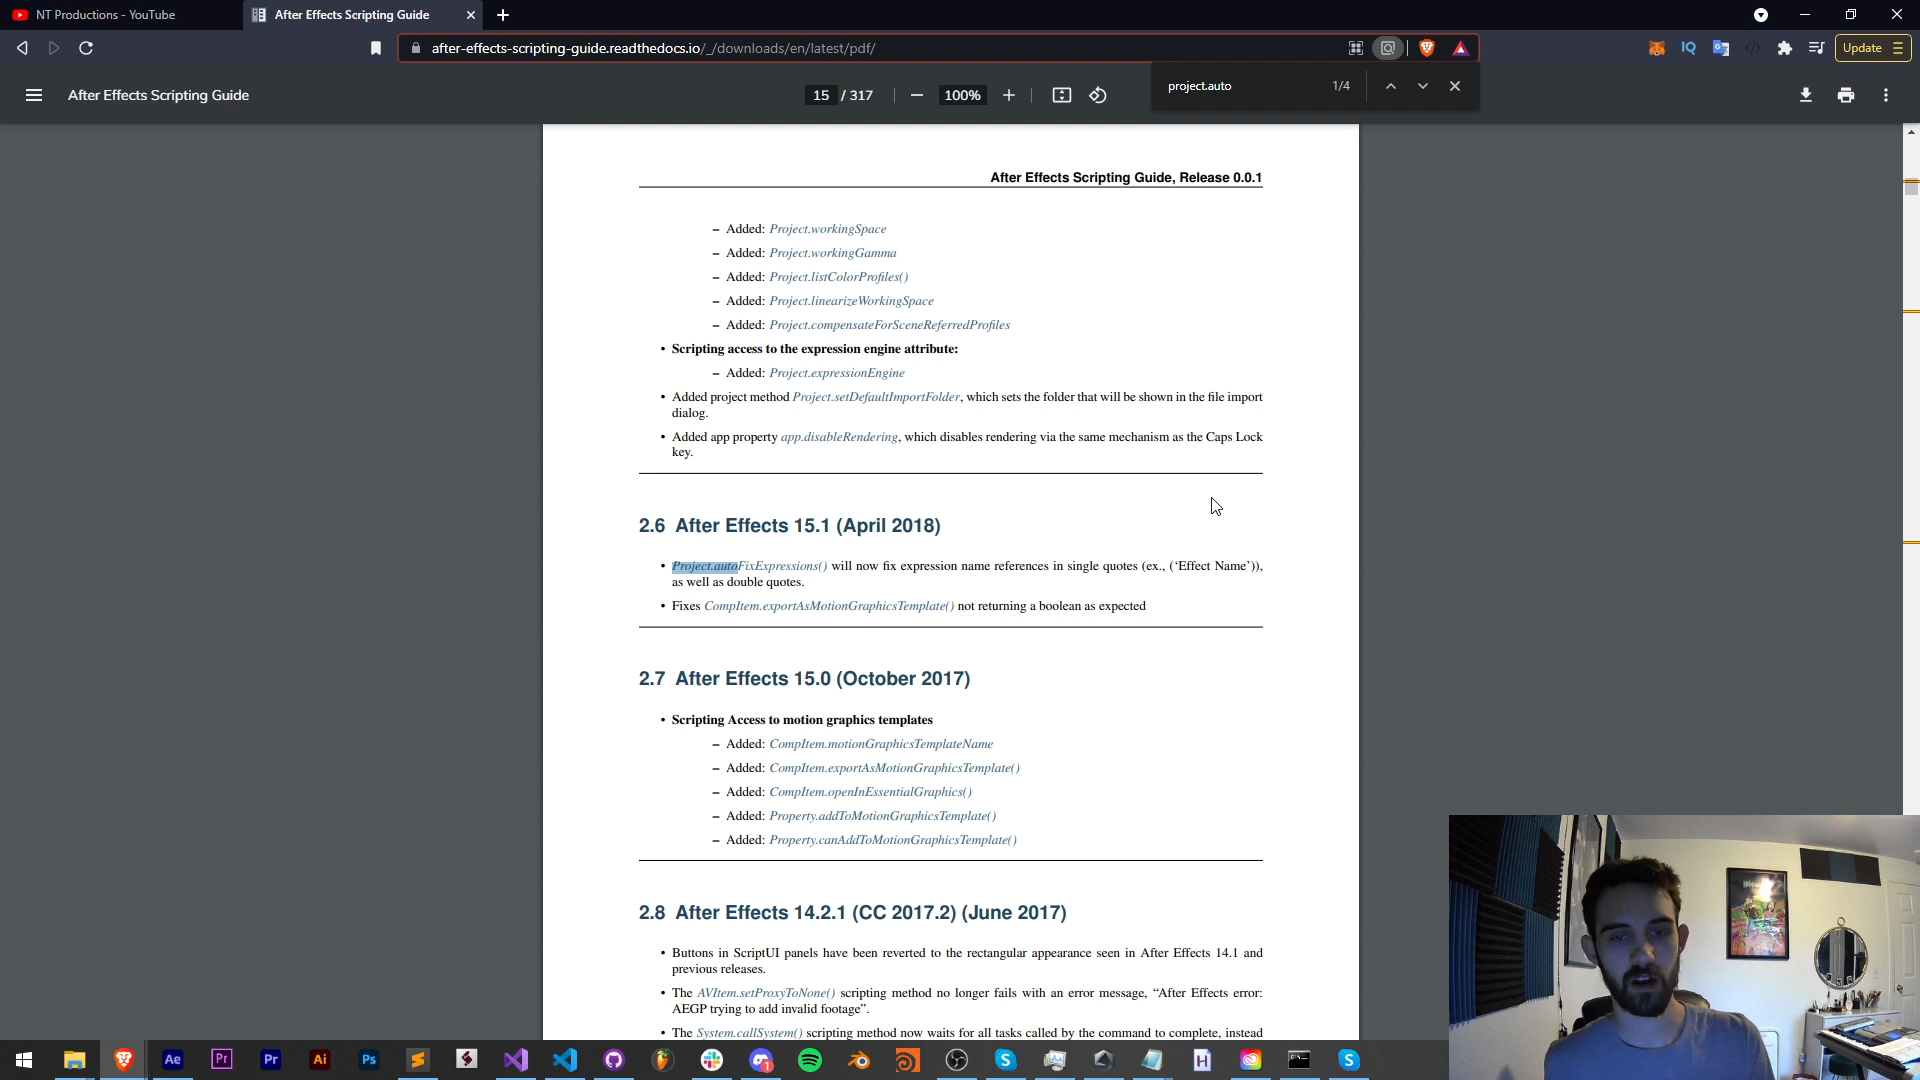 NT Productions - YouTube
After Effects Scripting Guide
after-effects-scripting-guide.readthedocs.io/_/downloads/en/latest/pdf/
Update
project.auto 1/4
After Effects Scripting Guide
15 / 317
100%
After Effects Scripting Guide, Release 0.0.1
– Added: Project.workingSpace
– Added: Project.workingGamma
– Added: Project.listColorProfiles()
– Added: Project.linearizeWorkingSpace
– Added: Project.compensateForSceneReferredProfiles
• Scripting access to the expression engine attribute:
– Added: Project.expressionEngine
• Added project method Project.setDefaultImportFolder, which sets the folder that will be shown in the file import
dialog.
• Added app property app.disableRendering, which disables rendering via the same mechanism as the Caps Lock
key.
2.6 After Effects 15.1 (April 2018)
• Project.autoFixExpressions() will now fix expression name references in single quotes (ex., (‘Effect Name’)),
as well as double quotes.
• Fixes CompItem.exportAsMotionGraphicsTemplate() not returning a boolean as expected
2.7 After Effects 15.0 (October 2017)
• Scripting Access to motion graphics templates
– Added: CompItem.motionGraphicsTemplateName
– Added: CompItem.exportAsMotionGraphicsTemplate()
– Added: CompItem.openInEssentialGraphics()
– Added: Property.addToMotionGraphicsTemplate()
– Added: Property.canAddToMotionGraphicsTemplate()
2.8 After Effects 14.2.1 (CC 2017.2) (June 2017)
• Buttons in ScriptUI panels have been reverted to the rectangular appearance seen in After Effects 14.1 and
previous releases.
• The AVItem.setProxyToNone() scripting method no longer fails with an error message, “After Effects error:
AEGP trying to add invalid footage”.
• The System.callSystem() scripting method now waits for all tasks called by the command to complete, instead
Ae Pr Pr Ai Ps